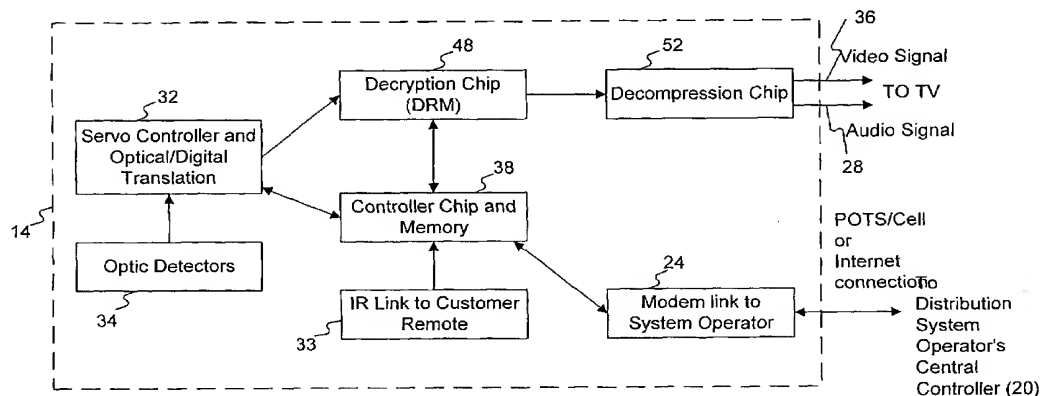 36
48
52
Video Signal
32
Decryption Chip
(DRM)
Decompression Chip
TO TV
Servo Controller and
Optical/Digital
Translation
Audio Signal
28
38
Controller Chip and
Memory
14
POTS/Cell
or
Internet
connection
Optic Detectors
24
34
IR Link to Customer
Remote
33
Modem link to
System Operator
To
Distribution
System
Operator's
Central
Controller (20)